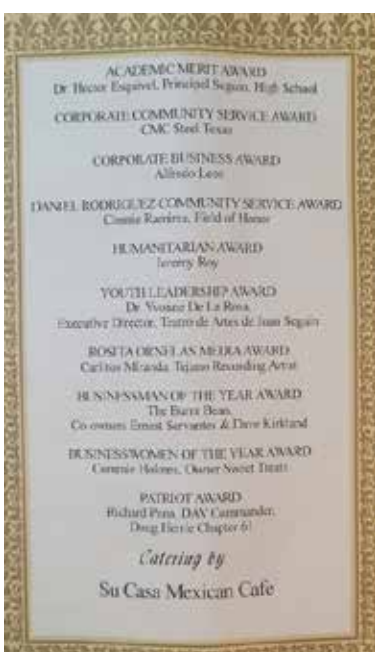 ACADEMIC MERIT AWARD
Dr. Hector Esquivel, Principal Seguin, High School
CORPORATE COMMUNITY SERVICE AWARD
CMC Steel Texas
CORPORATE BUSINESS AWARD
Alfredo
DANIEL RODRIGUEZ COMMUNITY SERVICE AWARD
Connie Ramirez, Field of Honor
HUMANITARIAN AWARD
Jeremy Roy
YOUTH LEADERSHIP AWARD
Dr. Yvonne De La Rosa,
Executive Director, Teatro de Artes de Juan Seguin
ROSITA ORNELAS MEDIA AWARD
Carlitos Miranda, Tejano Recording Artist
BUSINESSMAN OF THE YEAR AWARD
The Burnt Bean,
Co-owners Ernest Servantes & Dave Kirkland
BUSINESSWOMEN OF THE YEAR AWARD
Holmes, Owner Sweet Treats
PATRIOT AWARD
Richard Pena, DAV Commander,
Doug Chapter 61
Catering by
Su Casa Mexican Cafe